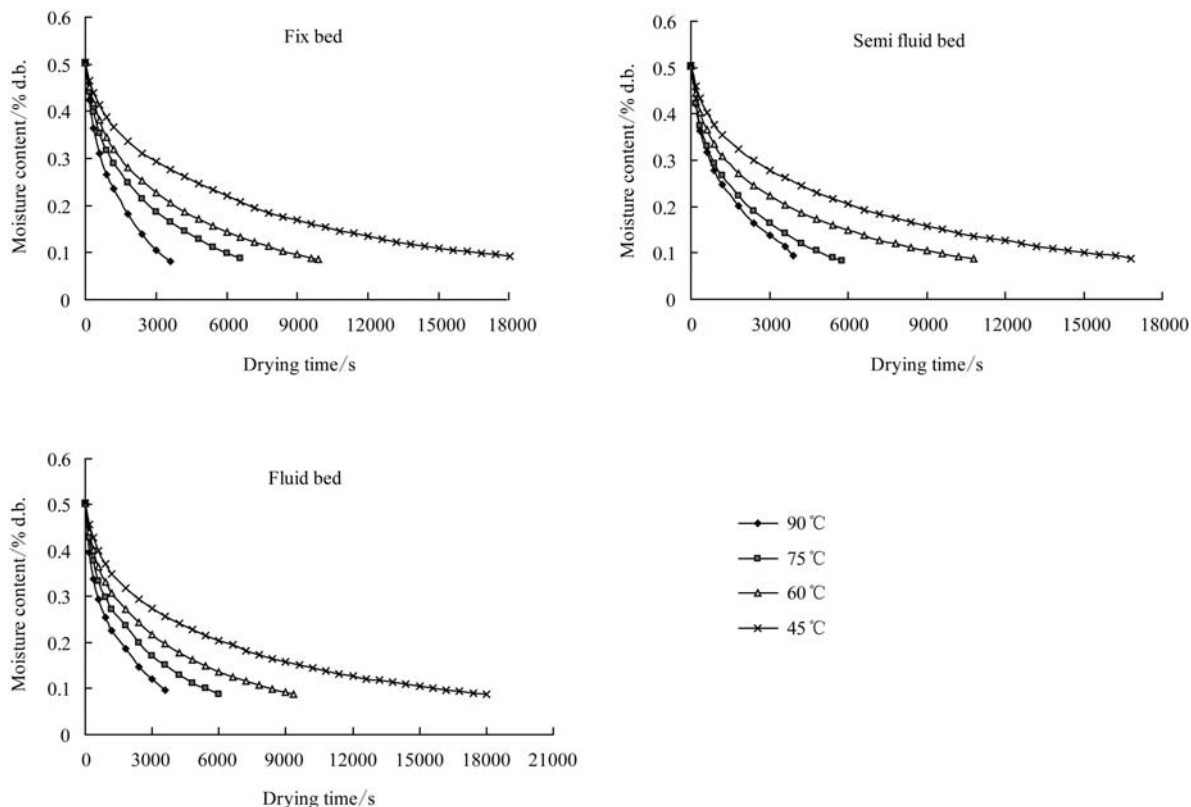 Fix bed
Moisture content/% d.b.
0.6
0.5
0.4
0.3
0.2
0.1
0
0 3000 6000 9000 12000 15000 18000
Drying time/s
Semi fluid bed
Moisture content/% d.b.
0.6
0.5
0.4
0.3
0.2
0.1
0
0 3000 6000 9000 12000 15000 18000
Drying time/s
Fluid bed
Moisture content/% d.b.
0.6
0.5
0.4
0.3
0.2
0.1
0
0 3000 6000 9000 12000 15000 18000 21000
Drying time/s
90℃
75℃
60℃
45℃